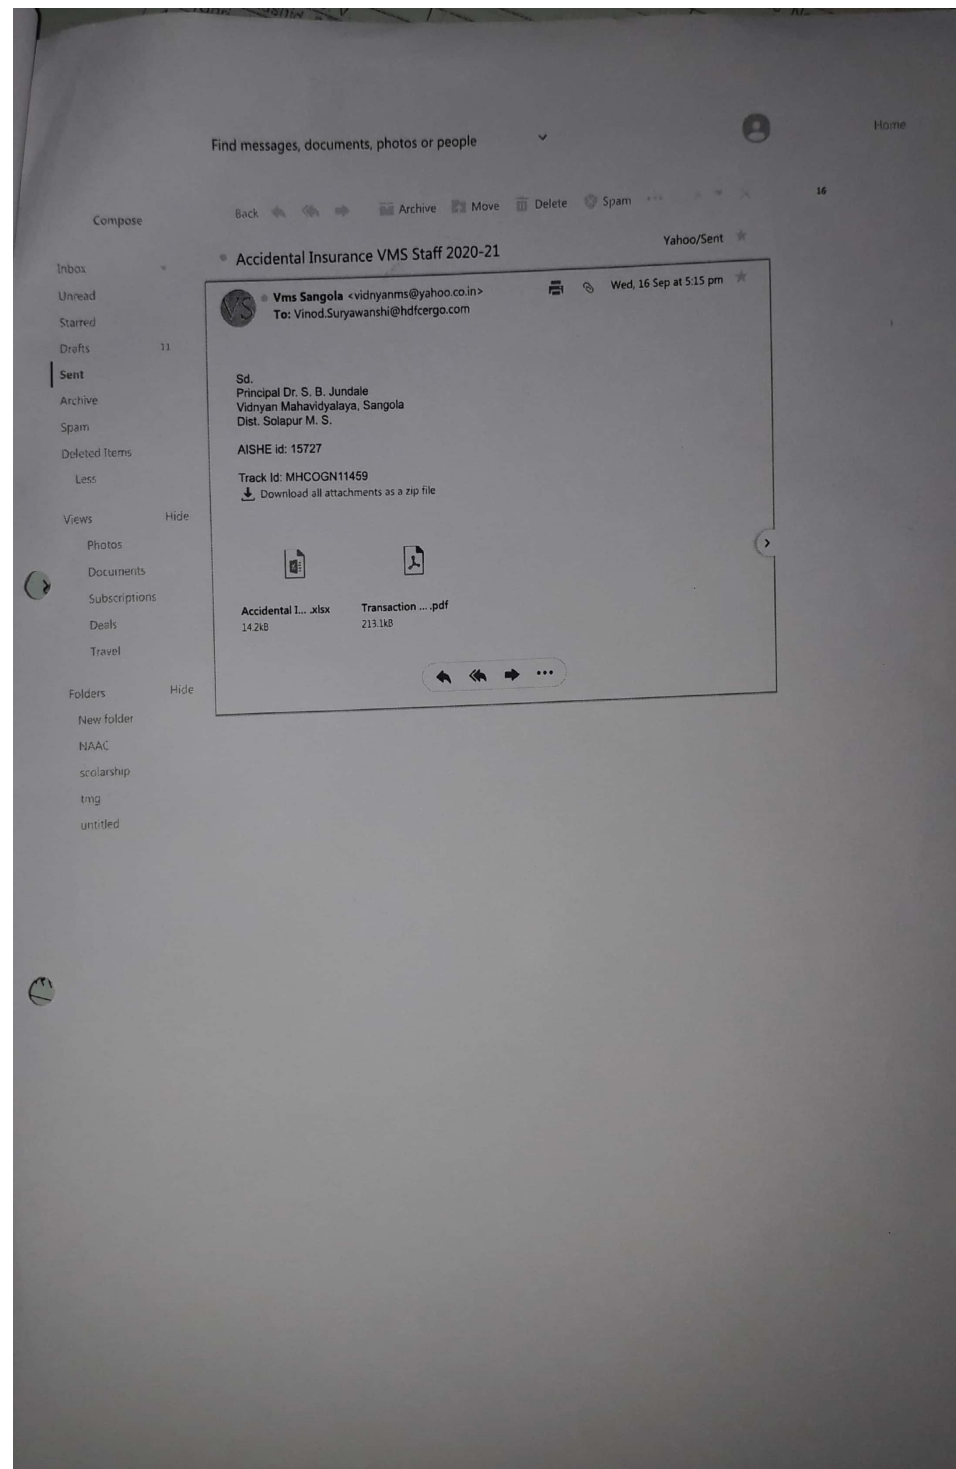 Home
Find messages, documents, photos or people
Compose
Back Archive Move Delete Spam ...
16
Accidental Insurance VMS Staff 2020-21
Yahoo/Sent
Inbox
Unread
Starred
Drafts 11
Sent
Archive
Spam
Deleted Items
Less
Views Hide
Photos
Documents
Subscriptions
Deals
Travel
Folders Hide
New folder
NAAC
scolarship
tmg
untitled
VS
Vms Sangola <vidnyanms@yahoo.co.in>
Wed, 16 Sep at 5:15 pm
To: Vinod.Suryawanshi@hdfcergo.com
Sd.
Principal Dr. S. B. Jundale
Vidnyan Mahavidyalaya, Sangola
Dist. Solapur M. S.
AISHE id: 15727
Track Id: MHCOGN11459
Download all attachments as a zip file
Accidental I... .xlsx
14.2kB
Transaction ... .pdf
213.1kB